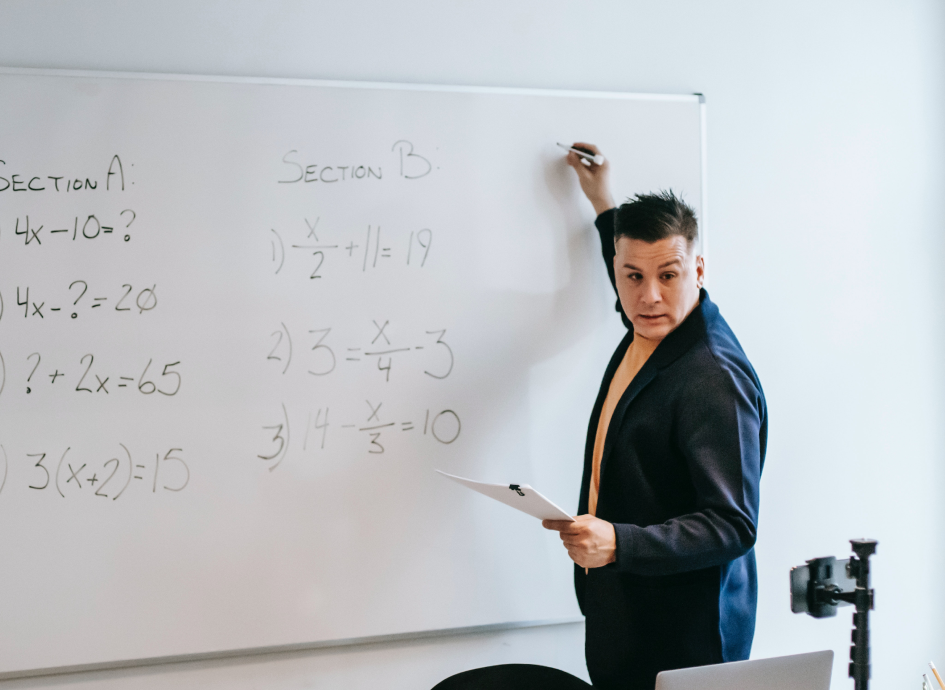 SECTION A:
) 4x-10=?
) 4x-?=20
) ?+2x=65
) 3(x+2)=15
SECTION B:
1) x/2+11=19
2) 3=x/4-3
3) 14-x/3=10